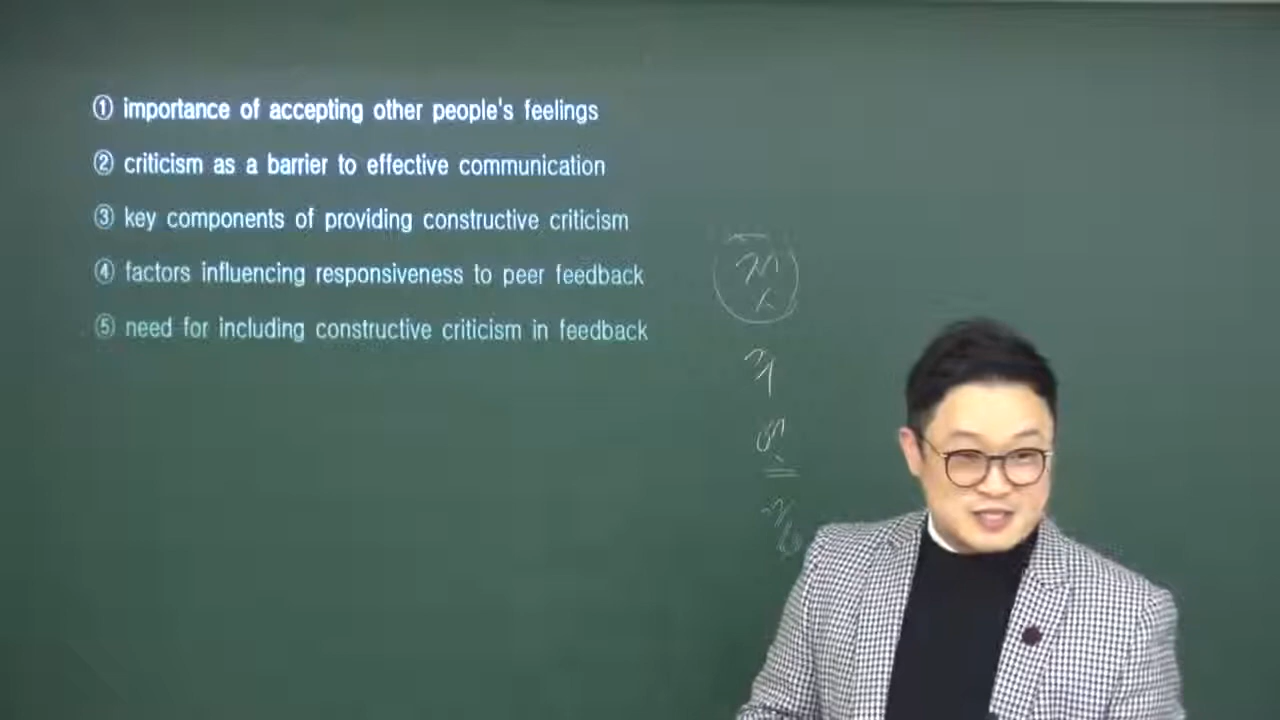 ① importance of accepting other people's feelings
② criticism as a barrier to effective communication
③ key components of providing constructive criticism
④ factors influencing responsiveness to peer feedback
⑤ need for including constructive criticism in feedback